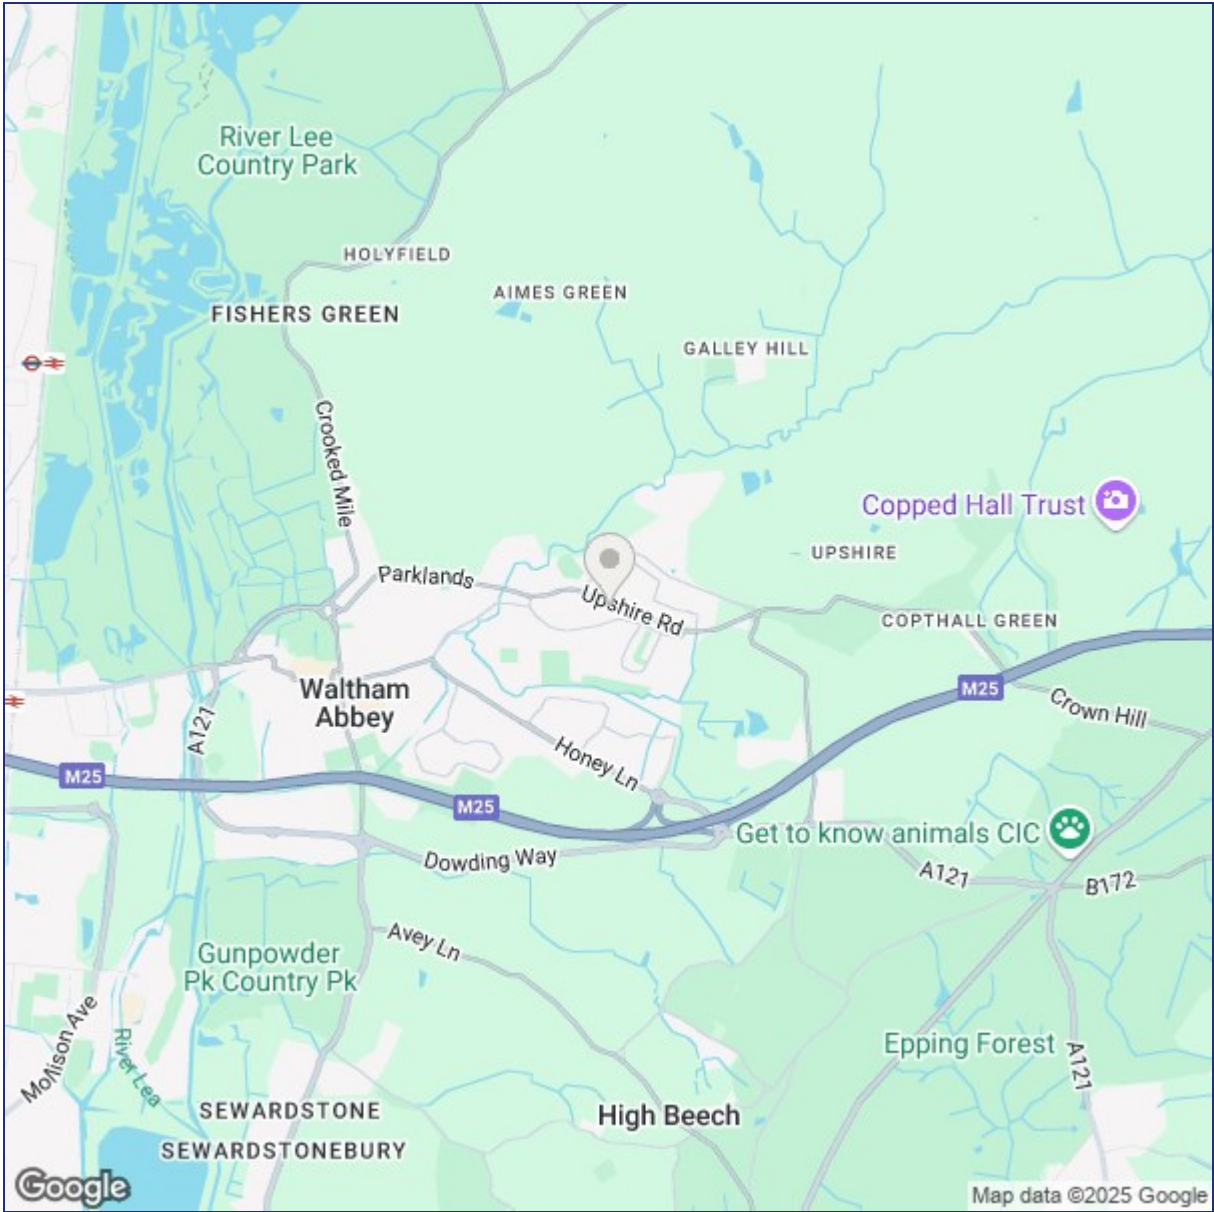 River Lee
Country Park
HOLYFIELD
AIMES GREEN
FISHERS GREEN
GALLEY HILL
Crooked Mile
Copped Hall Trust
UPSHIRE
Parklands
Upshire Rd
COPTHALL GREEN
M25
Waltham
Abbey
A121
Crown Hill
Honey Ln
M25
M25
Get to know animals CIC
Dowding Way
A121
B172
Avey Ln
Gunpowder
Pk Country Pk
Mollison Ave
River Lea
Epping Forest
A121
SEWARDSTONE
High Beech
SEWARDSTONEBURY
Google
Map data ©2025 Google